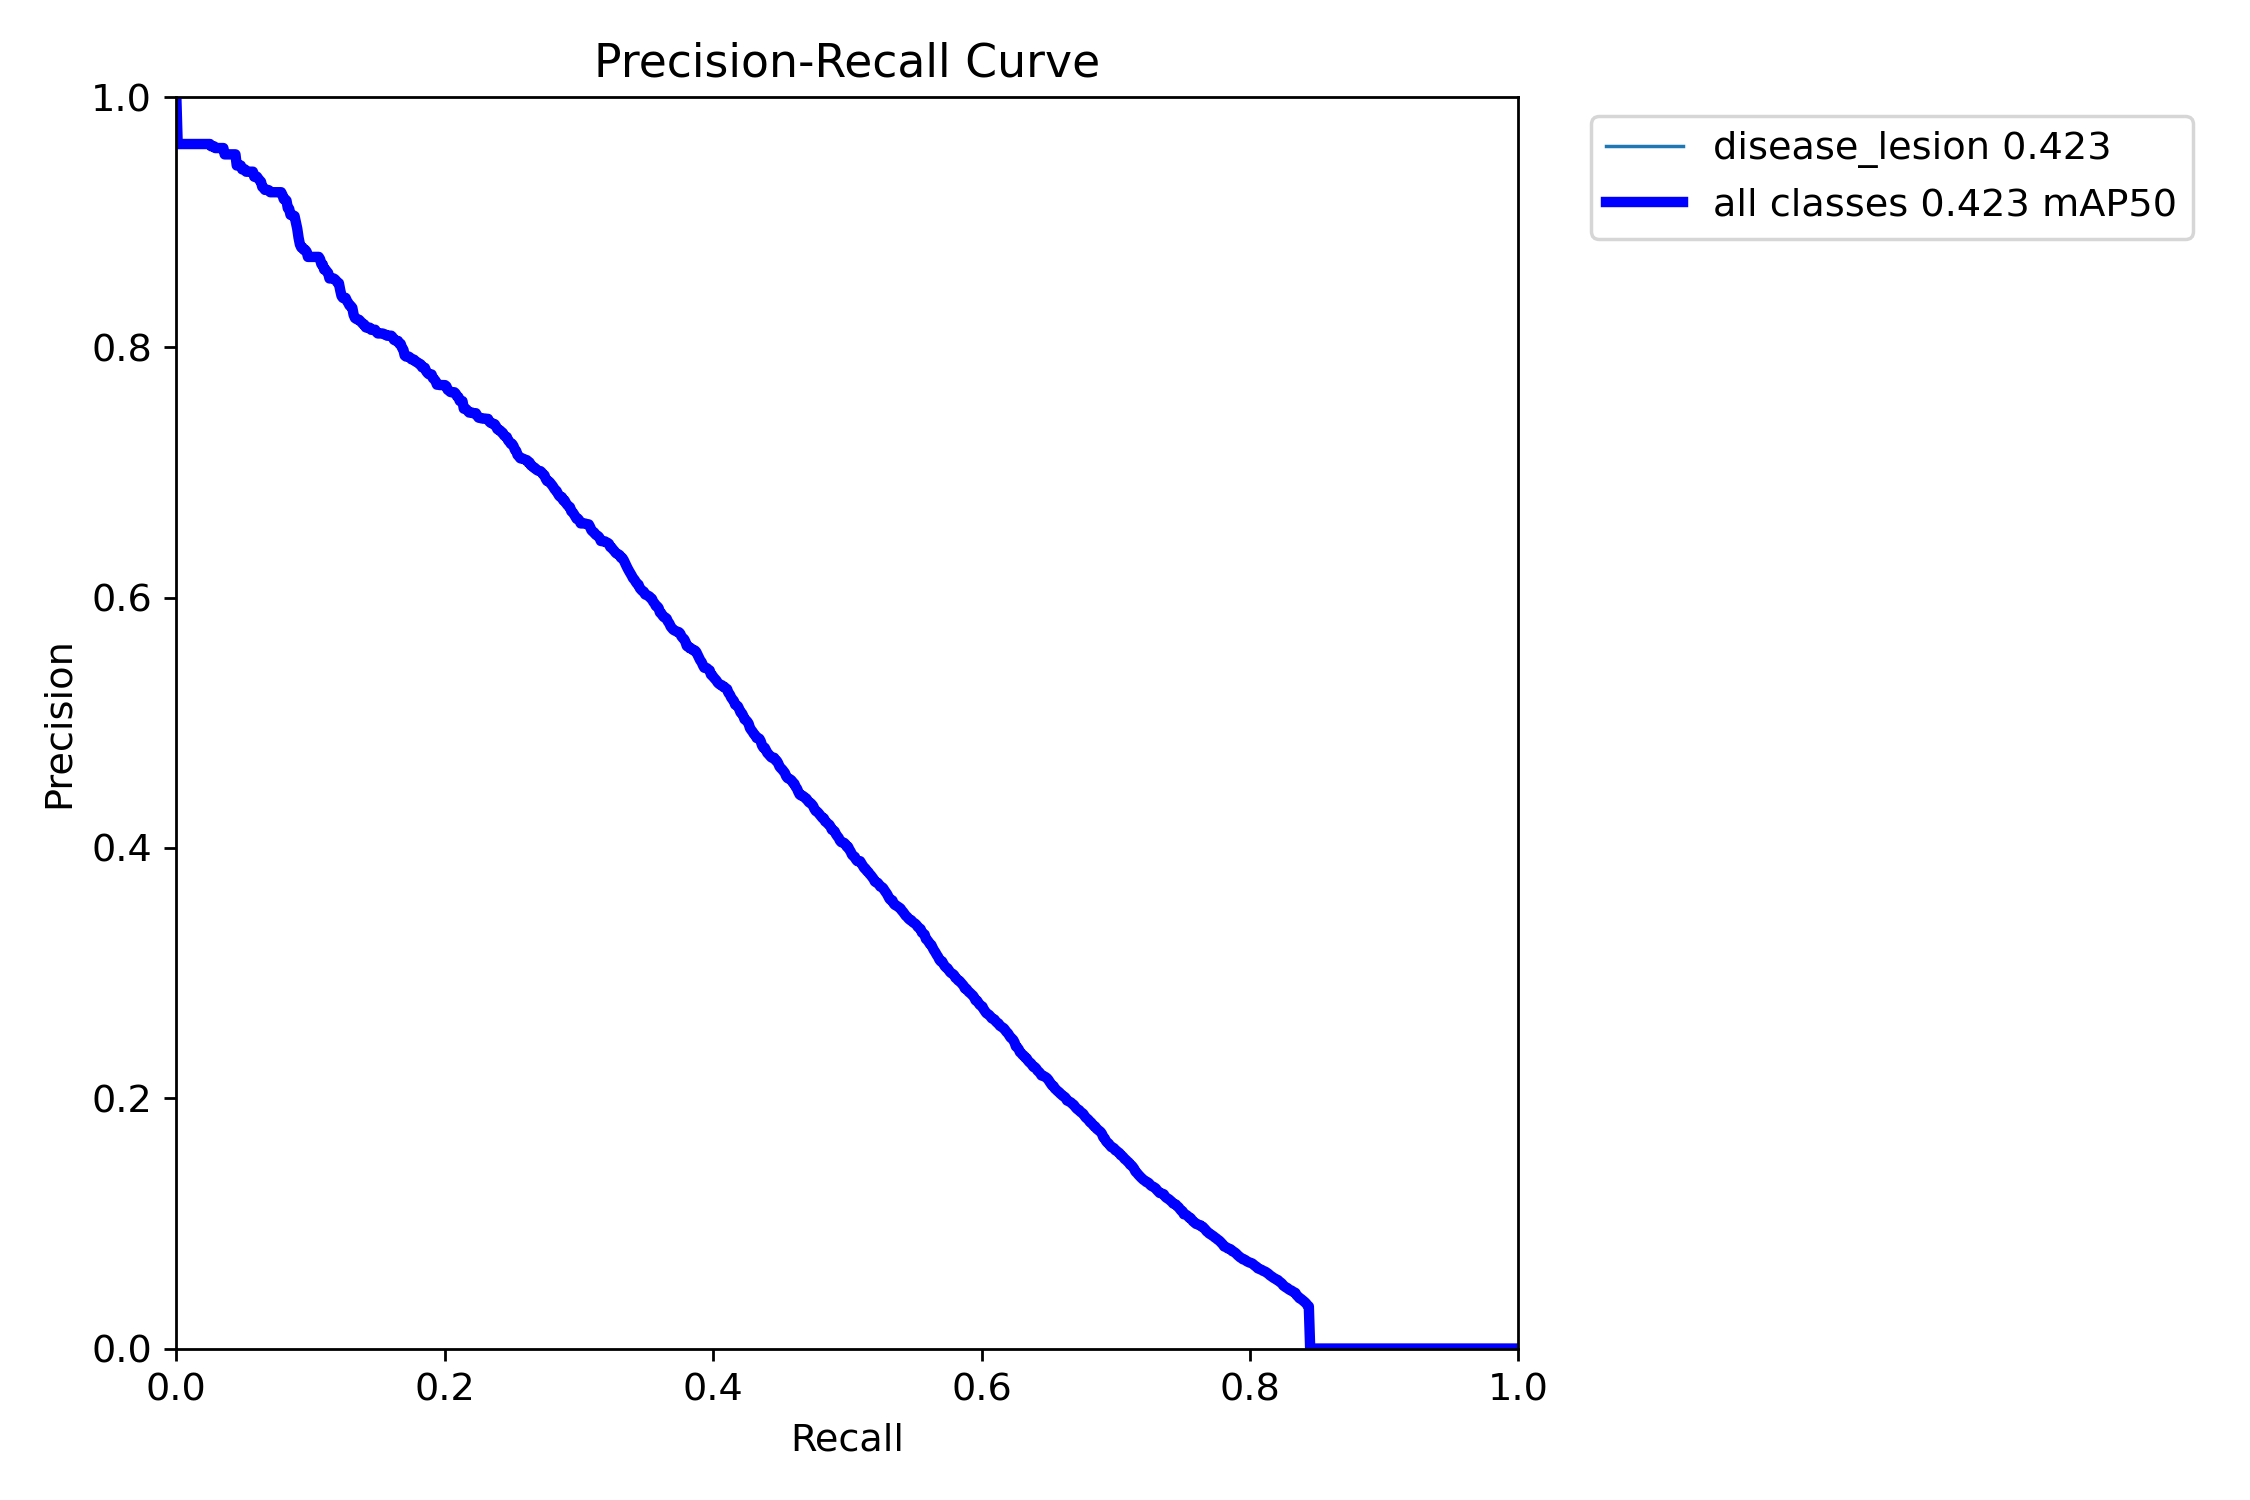 Precision-Recall Curve
1.0
0.8
0.6
0.4
0.2
0.0
Precision
0.0 0.2 0.4 0.6 0.8 1.0
Recall
disease_lesion 0.423
all classes 0.423 mAP50